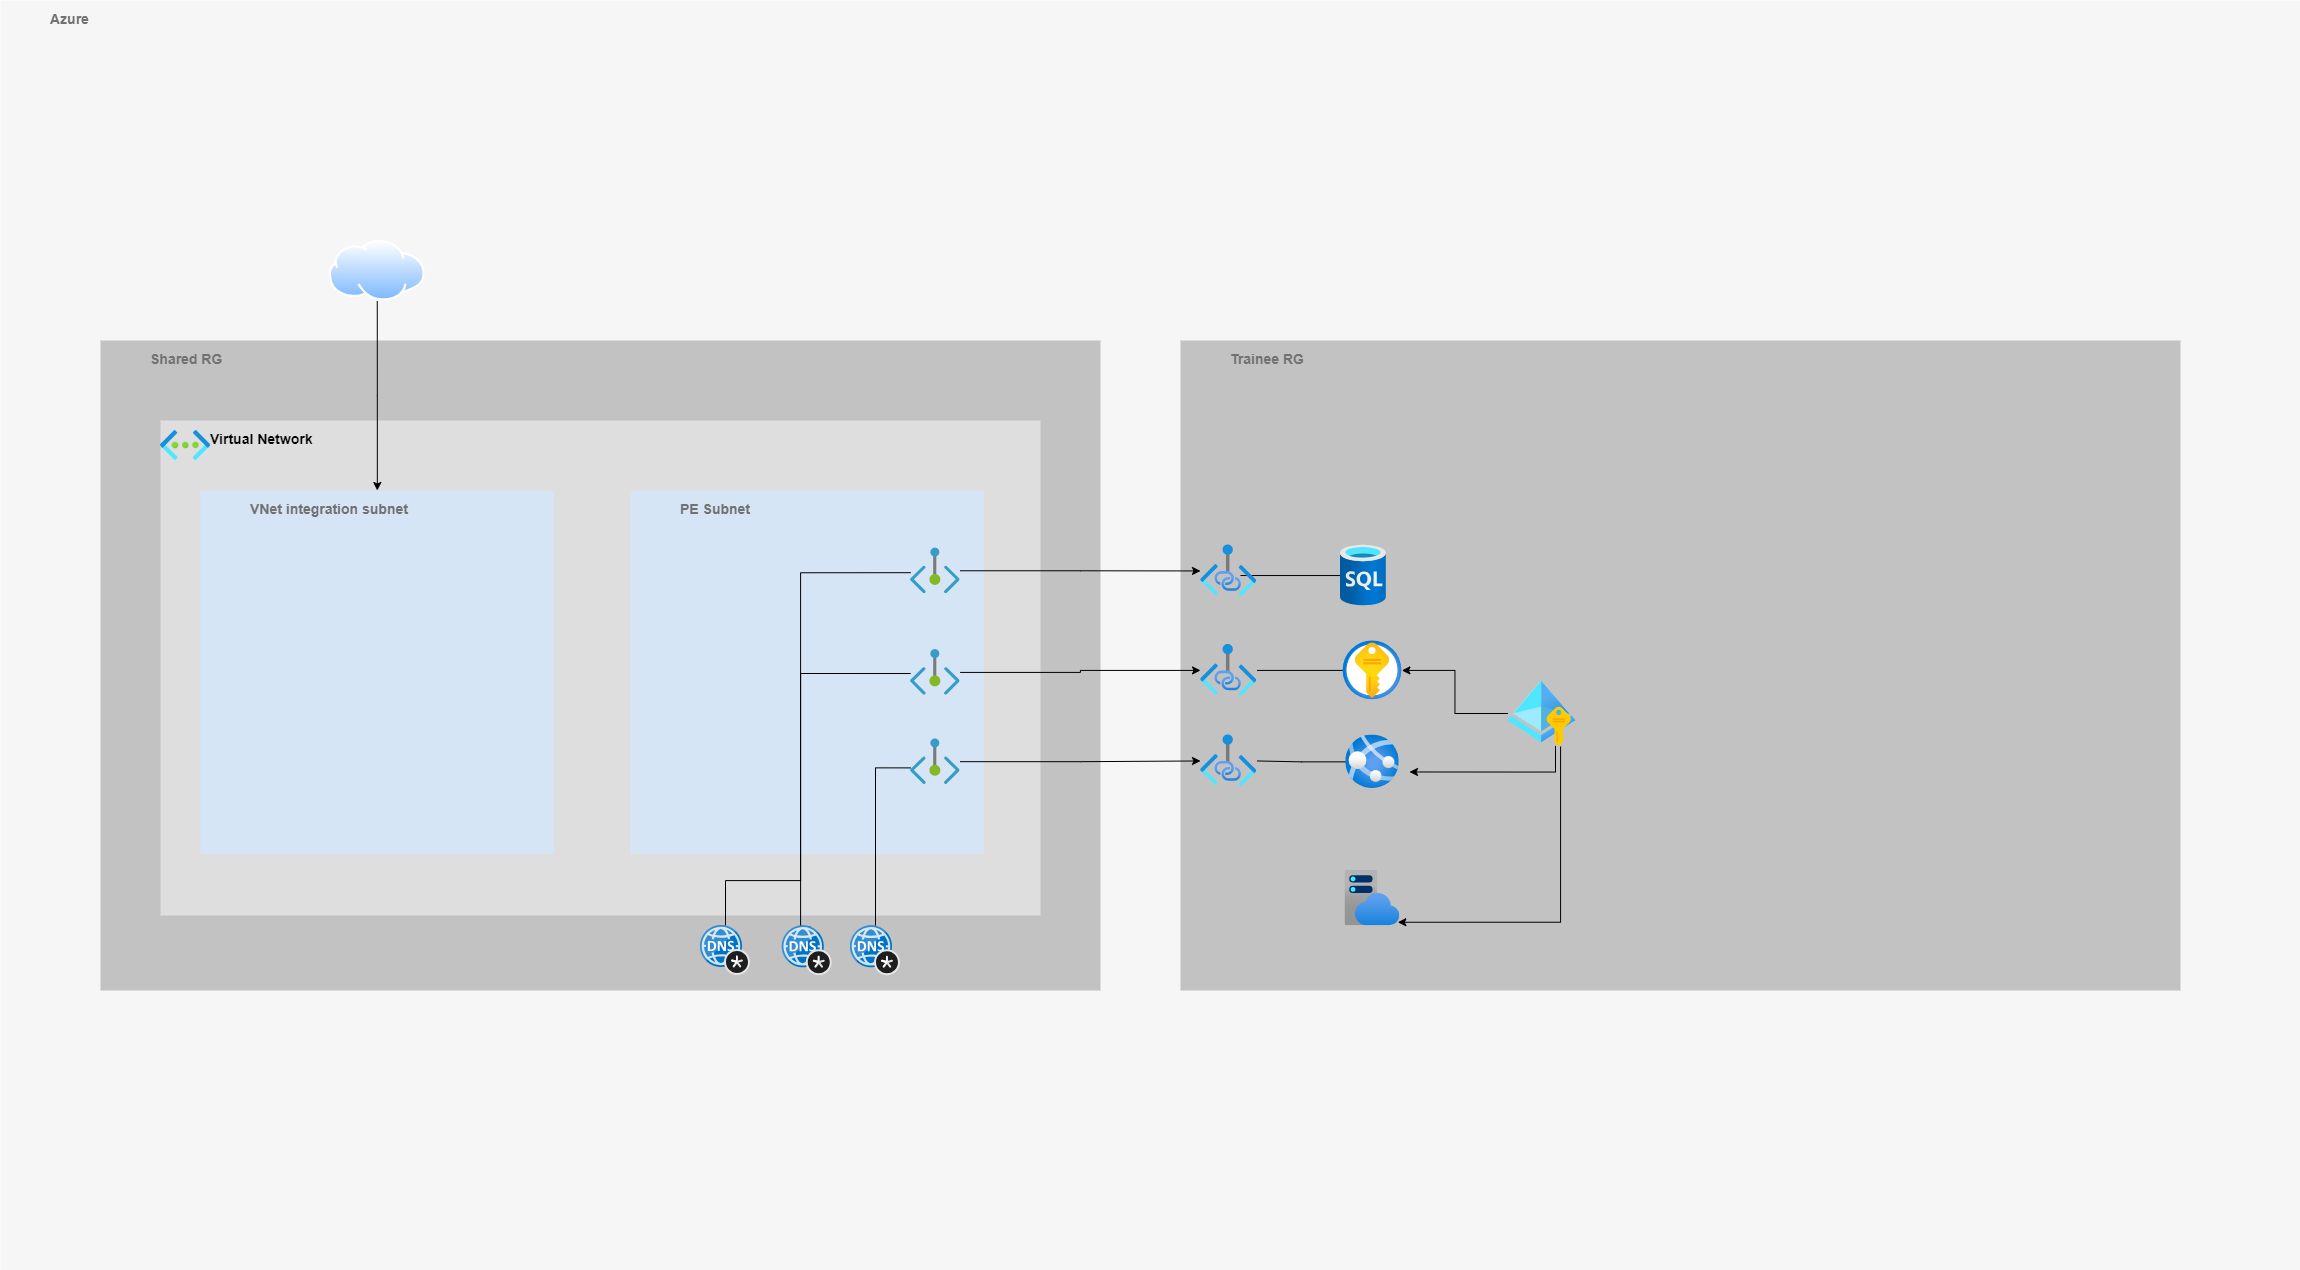 Azure
Shared RG
Trainee RG
Virtual Network
VNet integration subnet
PE Subnet
SQL
DNS
DNS
DNS